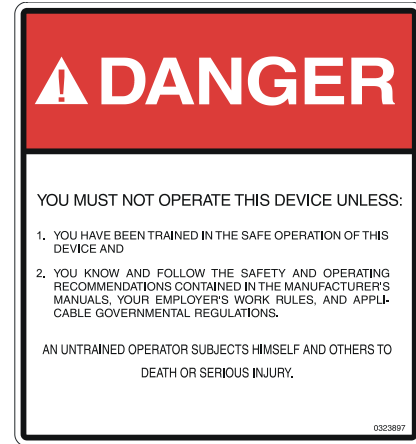 DANGER
YOU MUST NOT OPERATE THIS DEVICE UNLESS:
1. YOU HAVE BEEN TRAINED IN THE SAFE OPERATION OF THIS
DEVICE AND
2. YOU KNOW AND FOLLOW THE SAFETY AND OPERATING
RECOMMENDATIONS CONTAINED IN THE MANUFACTURER'S
MANUALS, YOUR EMPLOYER'S WORK RULES, AND APPLI-
CABLE GOVERNMENTAL REGULATIONS.
AN UNTRAINED OPERATOR SUBJECTS HIMSELF AND OTHERS TO
DEATH OR SERIOUS INJURY.
0323897